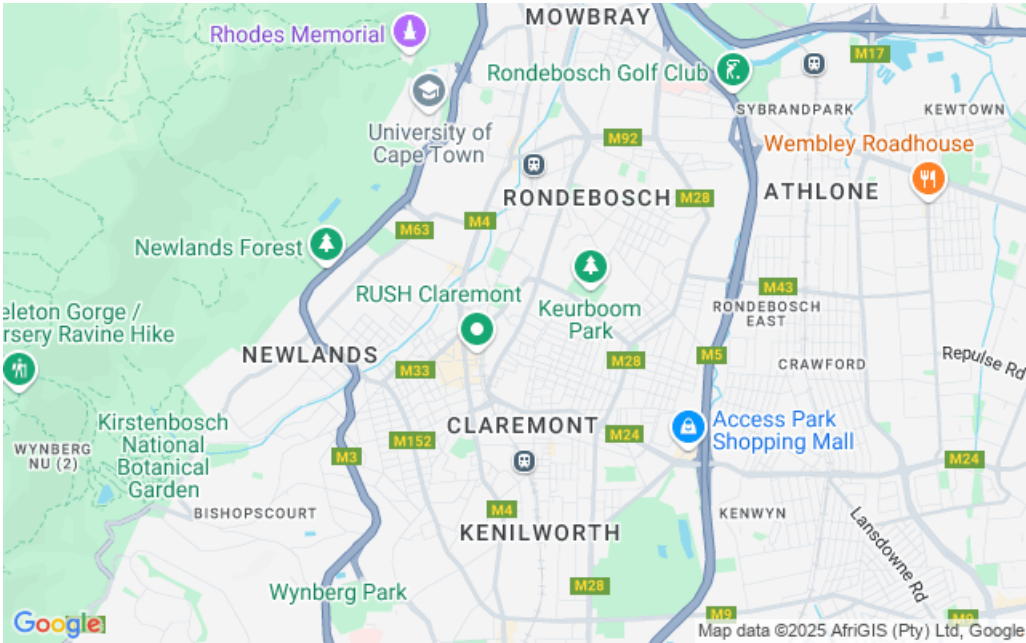 MOWBRAY
Rhodes Memorial
M17
Rondebosch Golf Club
SYBRANDPARK
KEWTOWN
University of
Cape Town
M92
Wembley Roadhouse
RONDEBOSCH
M28
ATHLONE
M63
M4
Newlands Forest
M43
RUSH Claremont
Keurboom
Park
RONDEBOSCH
EAST
eleton Gorge /
rsery Ravine Hike
NEWLANDS
M33
M28
M5
CRAWFORD
Repulse Rd
Kirstenbosch
National
Botanical
Garden
WYNBERG
NU (2)
M152
CLAREMONT
M24
Access Park
Shopping Mall
M3
M24
BISHOPSCOURT
M4
KENILWORTH
KENWYN
Lansdowne Rd
Wynberg Park
M28
M9
M9
Google
Map data ©2025 AfriGIS (Pty) Ltd, Google